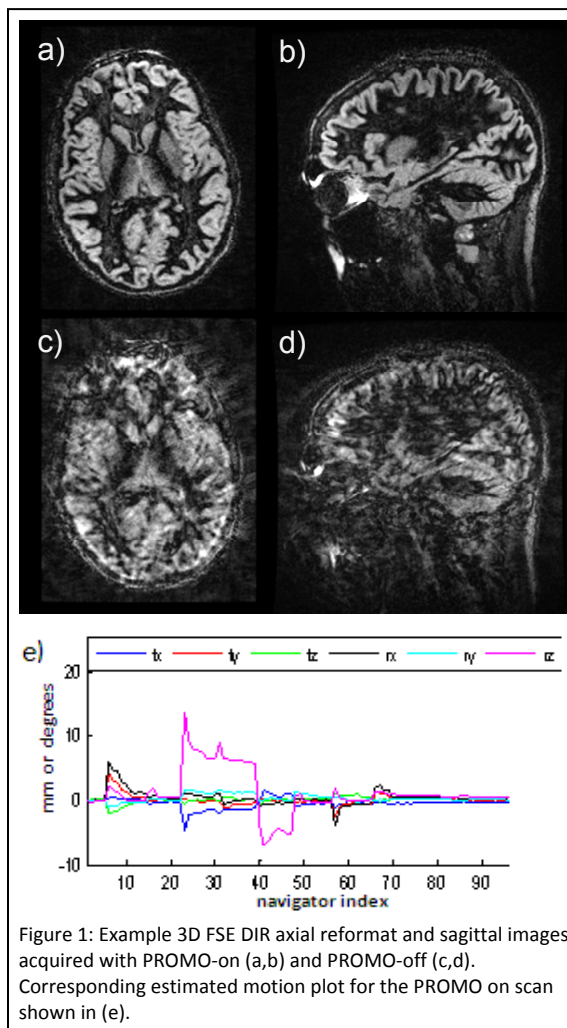 a)
b)
c)
d)
e)
tx ty tz rx ry rz
20
10
0
-10
mm or degrees
10 20 30 40 50 60 70 80 90
navigator index
Figure 1: Example 3D FSE DIR axial reformat and sagittal images
acquired with PROMO-on (a,b) and PROMO-off (c,d).
Corresponding estimated motion plot for the PROMO on scan
shown in (e).